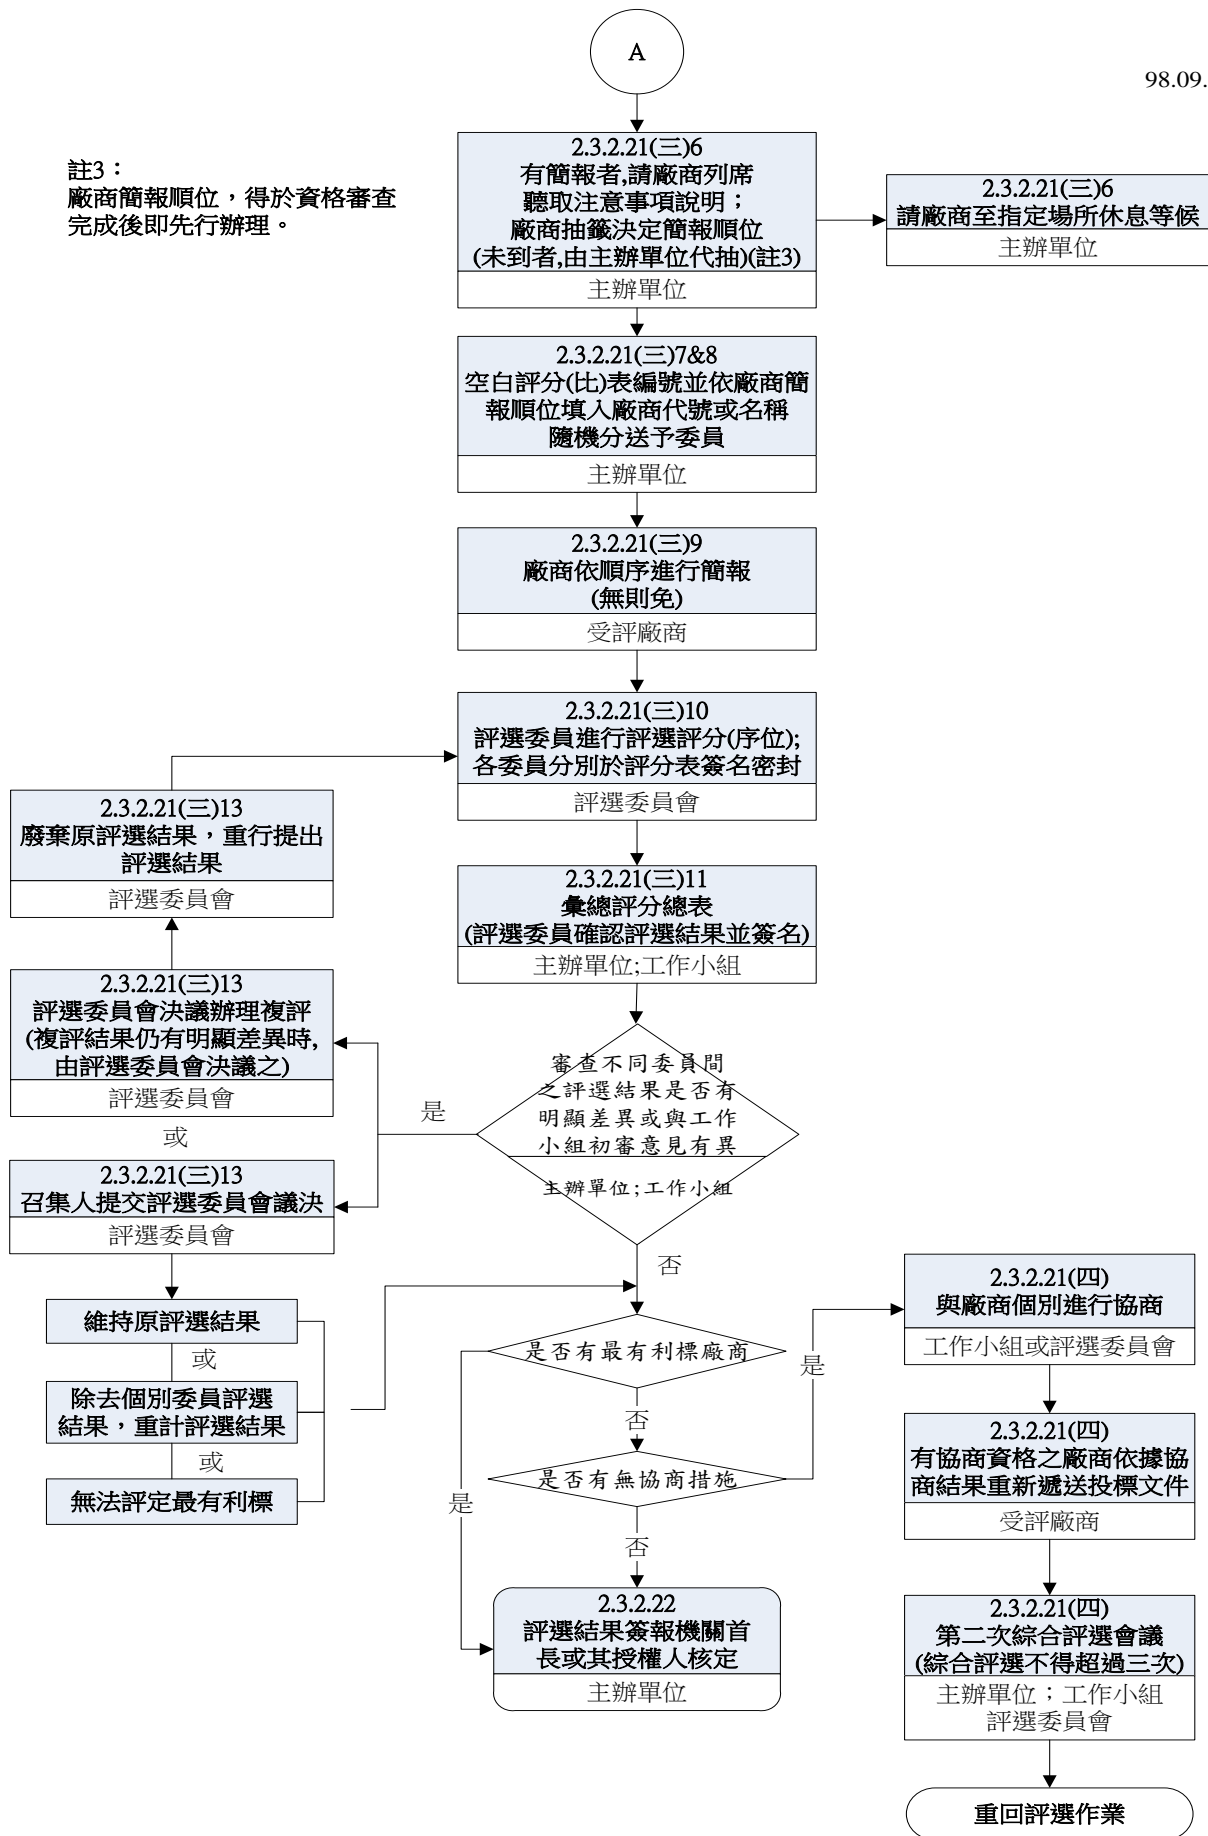 A
98.09.
註3：
廠商簡報順位，得於資格審查
完成後即先行辦理。
2.3.2.21(三)6
有簡報者,請廠商列席
聽取注意事項說明；
廠商抽籤決定簡報順位
(未到者,由主辦單位代抽)(註3)
主辦單位
2.3.2.21(三)6
請廠商至指定場所休息等候
主辦單位
2.3.2.21(三)7&8
空白評分(比)表編號並依廠商簡
報順位填入廠商代號或名稱
隨機分送予委員
主辦單位
2.3.2.21(三)9
廠商依順序進行簡報
(無則免)
受評廠商
2.3.2.21(三)10
評選委員進行評選評分(序位);
各委員分別於評分表簽名密封
評選委員會
2.3.2.21(三)13
廢棄原評選結果，重行提出
評選結果
評選委員會
2.3.2.21(三)11
彙總評分總表
(評選委員確認評選結果並簽名)
主辦單位;工作小組
2.3.2.21(三)13
評選委員會決議辦理複評
(複評結果仍有明顯差異時,
由評選委員會決議之)
評選委員會
或
審查不同委員間
之評選結果是否有
明顯差異或與工作
小組初審意見有異
主辦單位;工作小組
是
2.3.2.21(三)13
召集人提交評選委員會議決
評選委員會
否
維持原評選結果
或
除去個別委員評選
結果，重計評選結果
或
無法評定最有利標
是否有最有利標廠商
是
否
是否有無協商措施
是
否
2.3.2.22
評選結果簽報機關首
長或其授權人核定
主辦單位
2.3.2.21(四)
與廠商個別進行協商
工作小組或評選委員會
2.3.2.21(四)
有協商資格之廠商依據協
商結果重新遞送投標文件
受評廠商
2.3.2.21(四)
第二次綜合評選會議
(綜合評選不得超過三次)
主辦單位；工作小組
評選委員會
重回評選作業